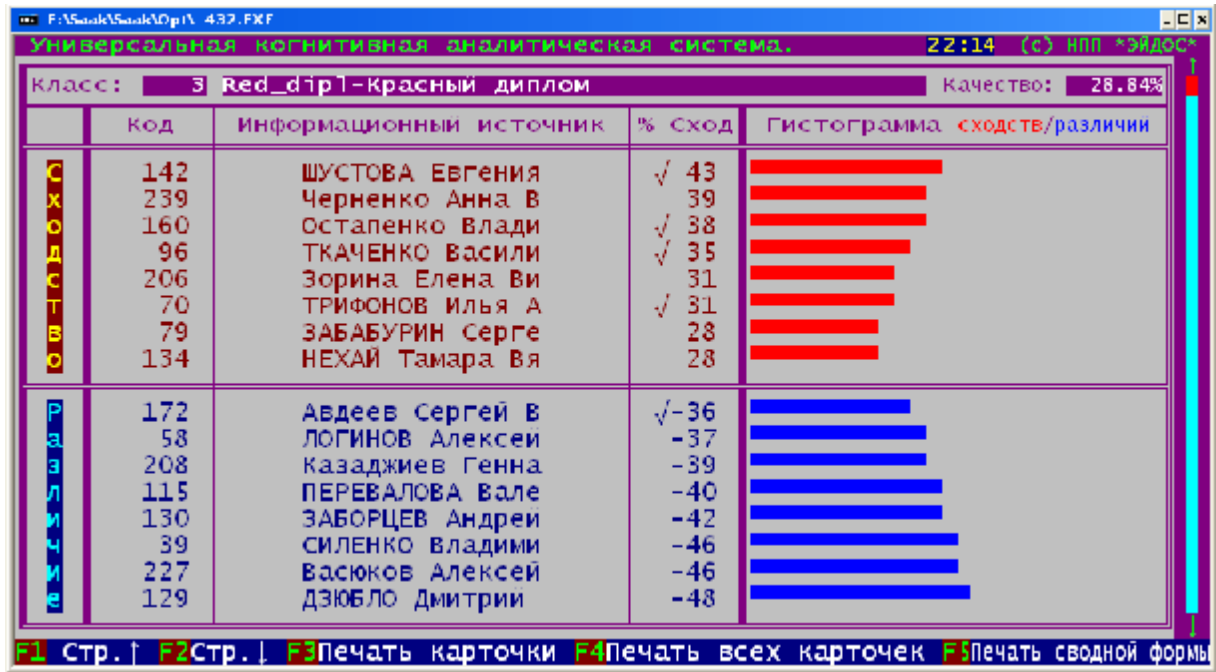 F:\Saak\Saak\Opt\_432.EXE
Универсальная когнитивная аналитическая система. 22:14 (c) НПП *ЭЙДОС*
Класс: 3 Red_dipl-Красный диплом Качество: 28.84%
Код Информационный источник % Сход Гистограмма сходств/различий
Сходство
142 ШУСТОВА Евгения √ 43
239 Черненко Анна В 39
160 Остапенко Влади √ 38
96 ТКАЧЕНКО Васили √ 35
206 Зорина Елена Ви 31
70 ТРИФОНОВ Илья А √ 31
79 ЗАБАБУРИН Серге 28
134 НЕХАЙ Тамара Вя 28
Различие
172 Авдеев Сергей В √-36
58 ЛОГИНОВ Алексей -37
208 Казаджиев Генна -39
115 ПЕРЕВАЛОВА Вале -40
130 ЗАБОРЦЕВ Андрей -42
39 СИЛЕНКО Владими -46
227 Васюков Алексей -46
129 ДЗЮБЛО Дмитрий -48
F1 Стр.↑ F2Стр.↓ F3Печать карточки F4Печать всех карточек F5Печать сводной формы